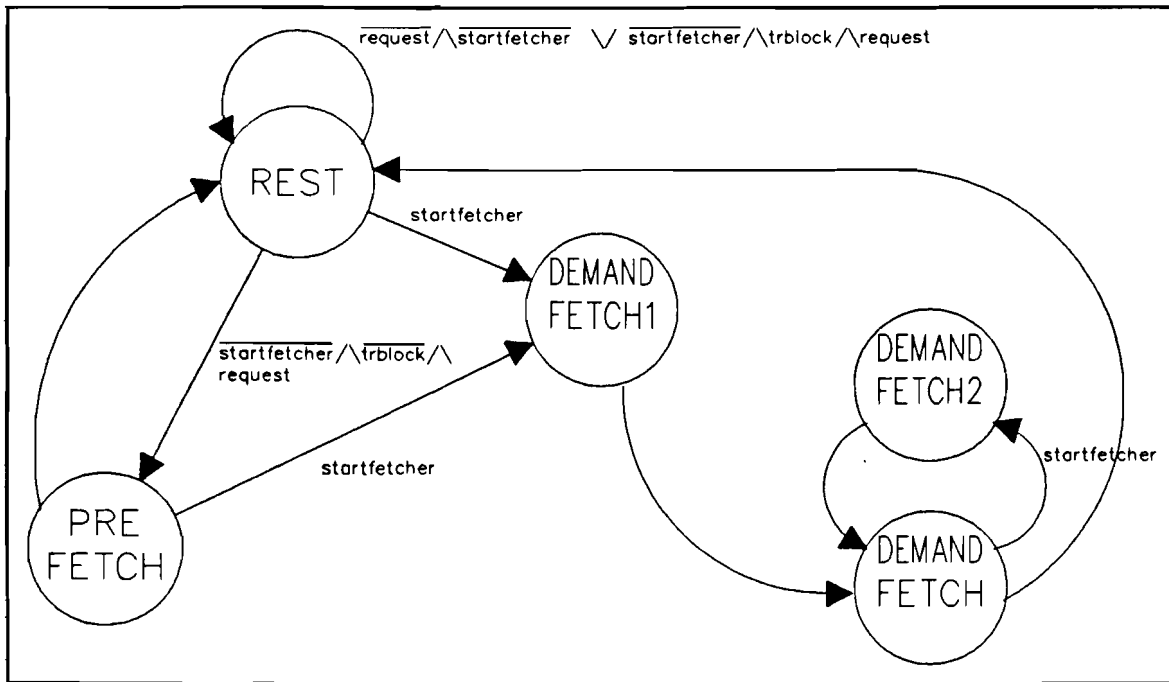 request/\startfetcher \/ startfetcher/\trblock/\request
REST
startfetcher
DEMAND
FETCH1
startfetcher/\trblock/\
request
DEMAND
FETCH2
startfetcher
startfetcher
PRE
FETCH
DEMAND
FETCH